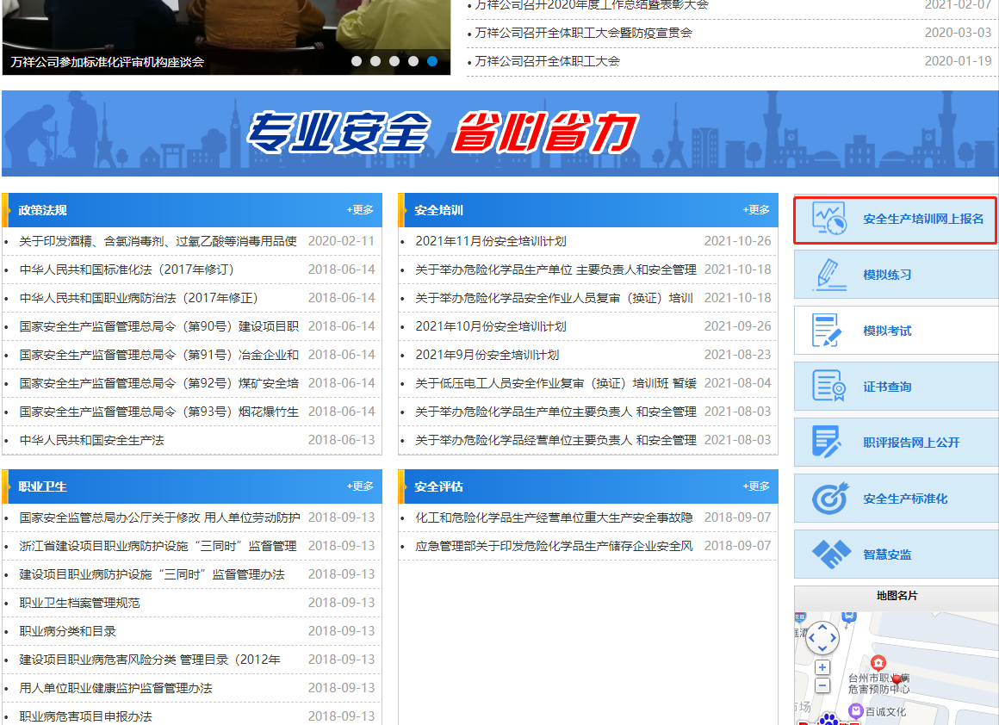 万祥公司召开2020年度工作总结暨表彰大会 2021-02-07
万祥公司召开全体职工大会暨防疫宣贯会 2020-03-03
万祥公司召开全体职工大会 2020-01-19
万祥公司参加标准化评审机构座谈会
专业安全 省心省力
政策法规 +更多
关于印发酒精、含氯消毒剂、过氧乙酸等消毒用品使 2020-02-11
中华人民共和国标准化法（2017年修订） 2018-06-14
中华人民共和国职业病防治法（2017年修正） 2018-06-14
国家安全生产监督管理总局令（第90号）建设项目职 2018-06-14
国家安全生产监督管理总局令（第91号）冶金企业和 2018-06-14
国家安全生产监督管理总局令（第92号）煤矿安全培 2018-06-14
国家安全生产监督管理总局令（第93号）烟花爆竹生 2018-06-14
中华人民共和国安全生产法 2018-06-13
安全培训 +更多
2021年11月份安全培训计划 2021-10-26
关于举办危险化学品生产单位 主要负责人和安全管理 2021-10-18
关于举办危险化学品安全作业人员复审（换证）培训 2021-10-18
2021年10月份安全培训计划 2021-09-26
2021年9月份安全培训计划 2021-08-23
关于低压电工人员安全作业复审（换证）培训班 暂缓 2021-08-04
关于举办危险化学品生产单位主要负责人 和安全管理 2021-08-03
关于举办危险化学品经营单位主要负责人 和安全管理 2021-08-03
职业卫生 +更多
国家安全监管总局办公厅关于修改 用人单位劳动防护 2018-09-13
浙江省建设项目职业病防护设施“三同时”监督管理 2018-09-13
建设项目职业病防护设施“三同时”监督管理办法 2018-09-13
职业卫生档案管理规范 2018-09-13
职业病分类和目录 2018-09-13
建设项目职业病危害风险分类 管理目录（2012年 2018-09-13
用人单位职业健康监护监督管理办法 2018-09-13
职业病危害项目申报办法 2018-09-13
安全评估 +更多
化工和危险化学品生产经营单位重大生产安全事故隐 2018-09-07
应急管理部关于印发危险化学品生产储存企业安全风 2018-09-07
安全生产培训网上报名
模拟练习
模拟考试
证书查询
职评报告网上公开
安全生产标准化
智慧安监
地图名片
台州市职业病
危害预防中心
百诚文化